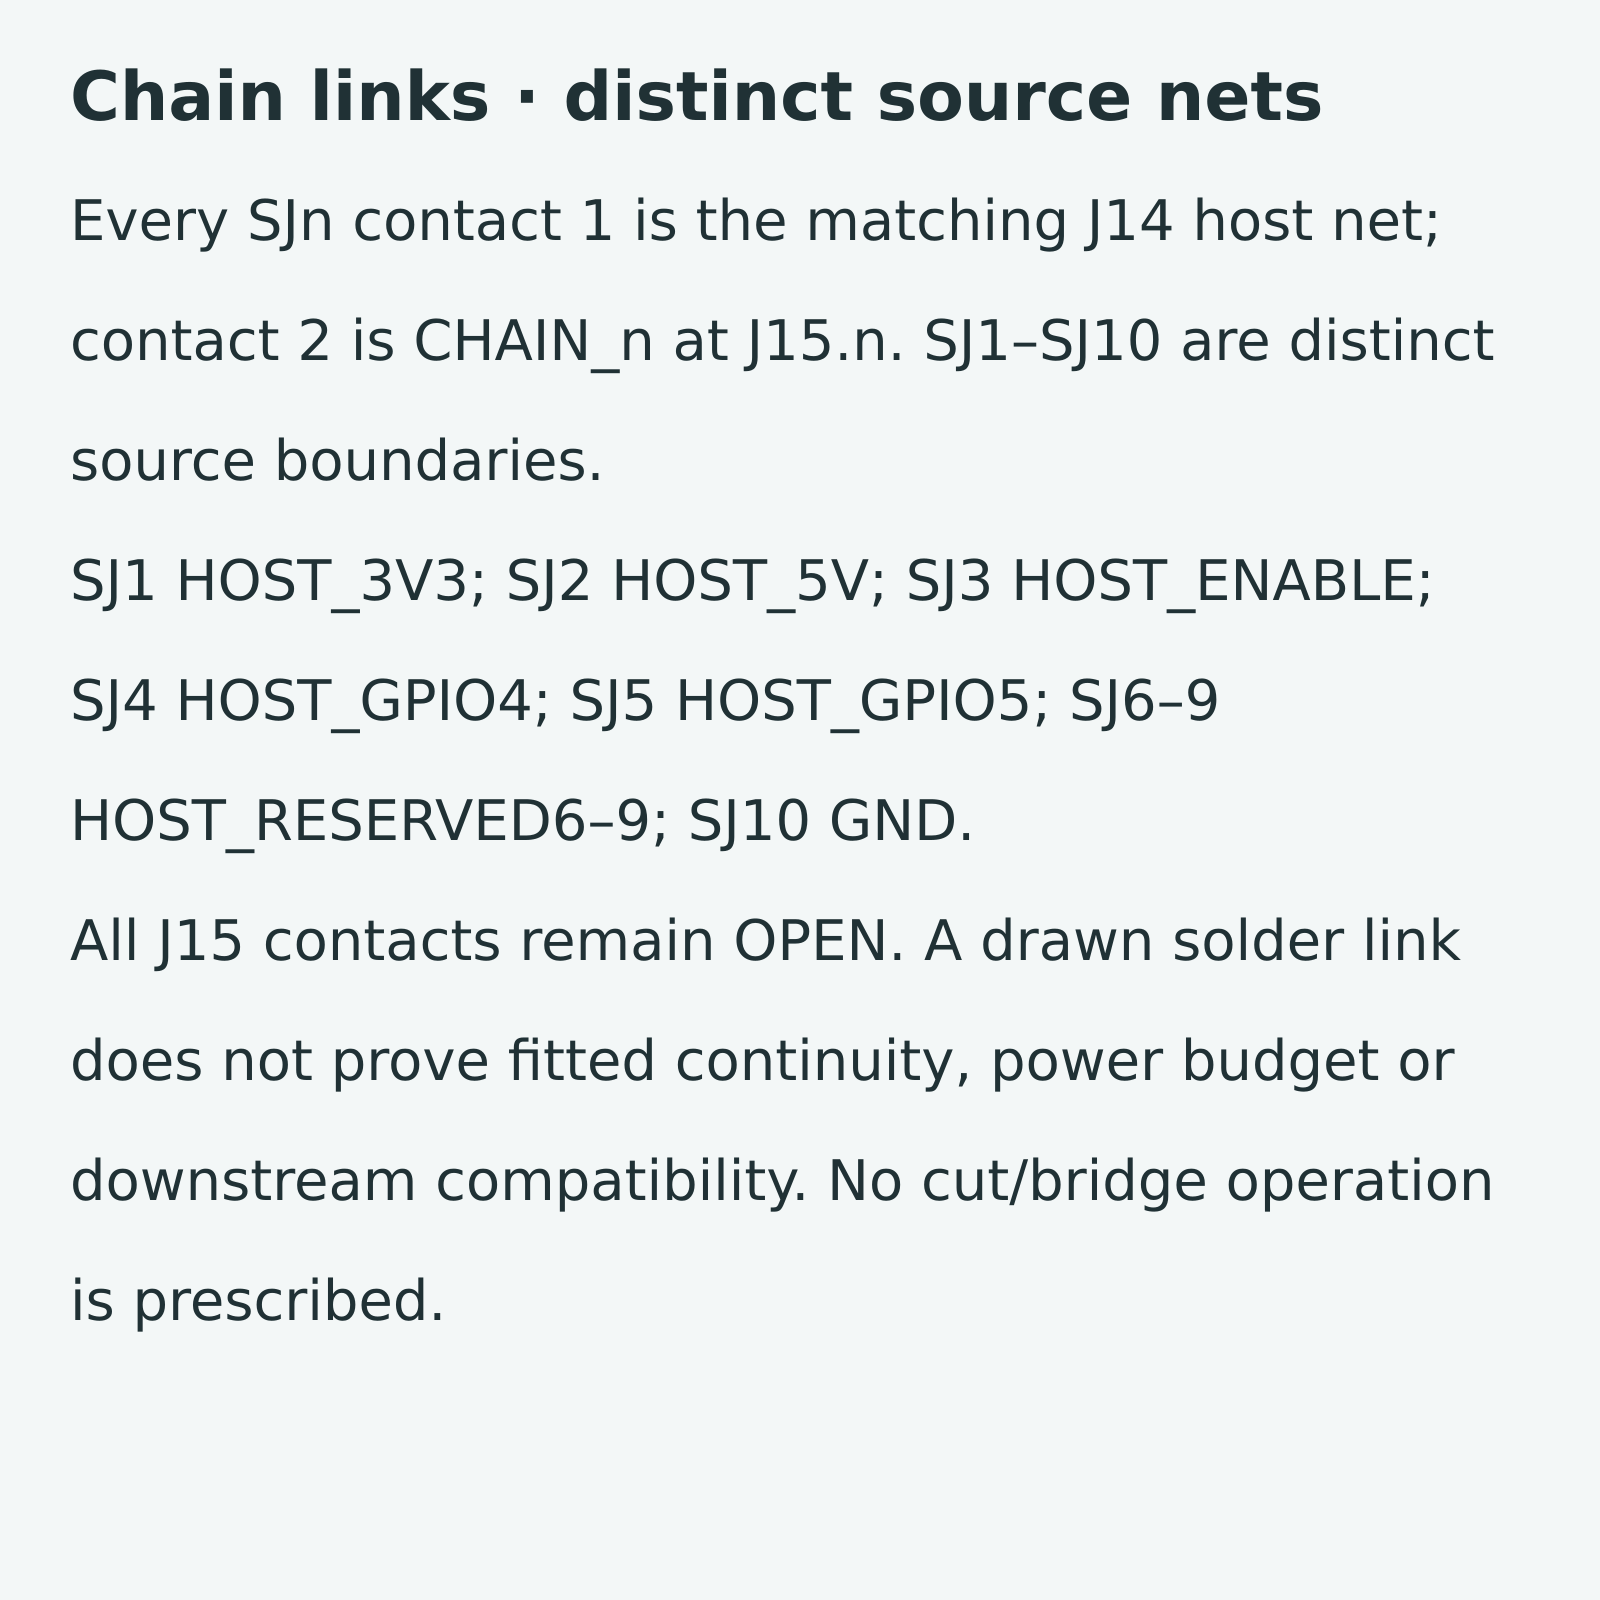 Chain links · distinct source nets
Every SJn contact 1 is the matching J14 host net;
contact 2 is CHAIN_n at J15.n. SJ1–SJ10 are distinct
source boundaries.
SJ1 HOST_3V3; SJ2 HOST_5V; SJ3 HOST_ENABLE;
SJ4 HOST_GPIO4; SJ5 HOST_GPIO5; SJ6–9
HOST_RESERVED6–9; SJ10 GND.
All J15 contacts remain OPEN. A drawn solder link
does not prove fitted continuity, power budget or
downstream compatibility. No cut/bridge operation
is prescribed.